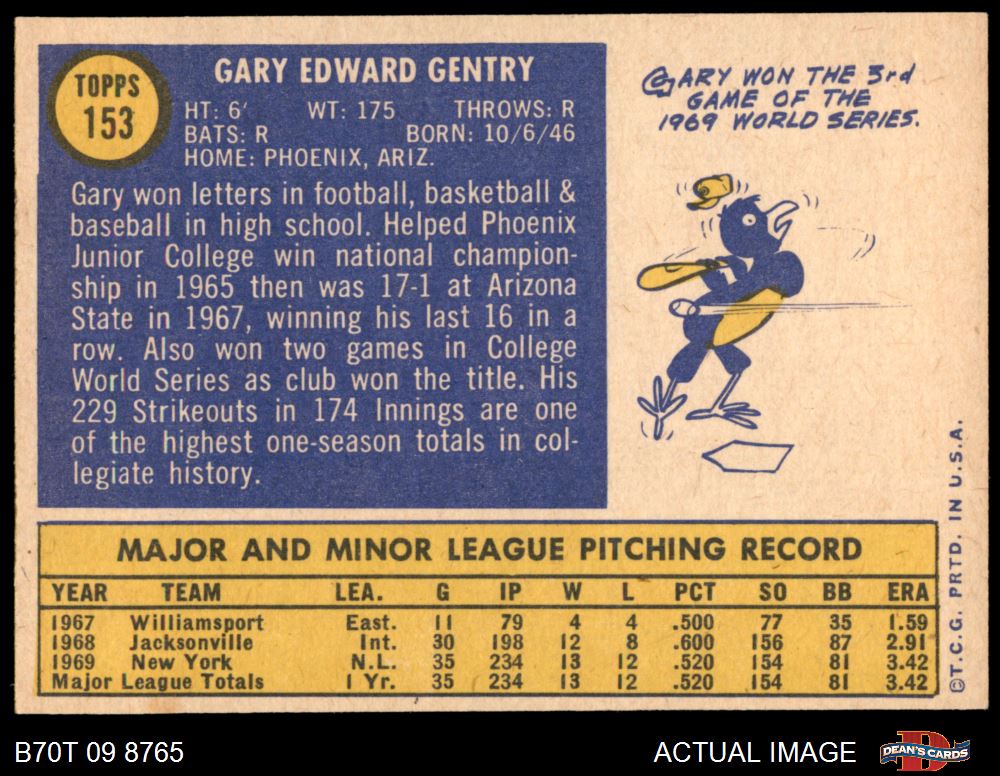 TOPPS
153
GARY EDWARD GENTRY
HT: 6' WT: 175 THROWS: R
BATS: R BORN: 10/6/46
HOME: PHOENIX, ARIZ.
Gary won letters in football, basketball &
baseball in high school. Helped Phoenix
Junior College win national champion-
ship in 1965 then was 17-1 at Arizona
State in 1967, winning his last 16 in a
row. Also won two games in College
World Series as club won the title. His
229 Strikeouts in 174 Innings are one
of the highest one-season totals in col-
legiate history.
GARY WON THE 3rd
GAME OF THE
1969 WORLD SERIES.
MAJOR AND MINOR LEAGUE PITCHING RECORD
YEAR TEAM LEA. G IP W L PCT SO BB ERA
1967 Williamsport East. 11 79 4 4 .500 77 35 1.59
1968 Jacksonville Int. 30 198 12 8 .600 156 87 2.91
1969 New York N.L. 35 234 13 12 .520 154 81 3.42
Major League Totals 1 Yr. 35 234 13 12 .520 154 81 3.42
©T.C.G. PRTD. IN U.S.A.
B70T 09 8765
ACTUAL IMAGE
D
DEAN'S CARDS